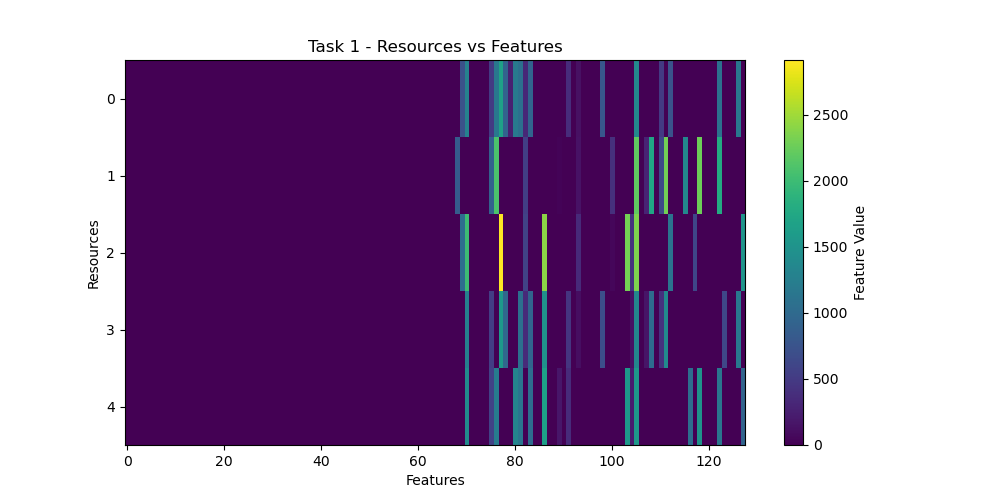 Task 1 - Resources vs Features
Resources
0
1
2
3
4
0 20 40 60 80 100 120
Features
2500
2000
1500
1000
500
0
Feature Value